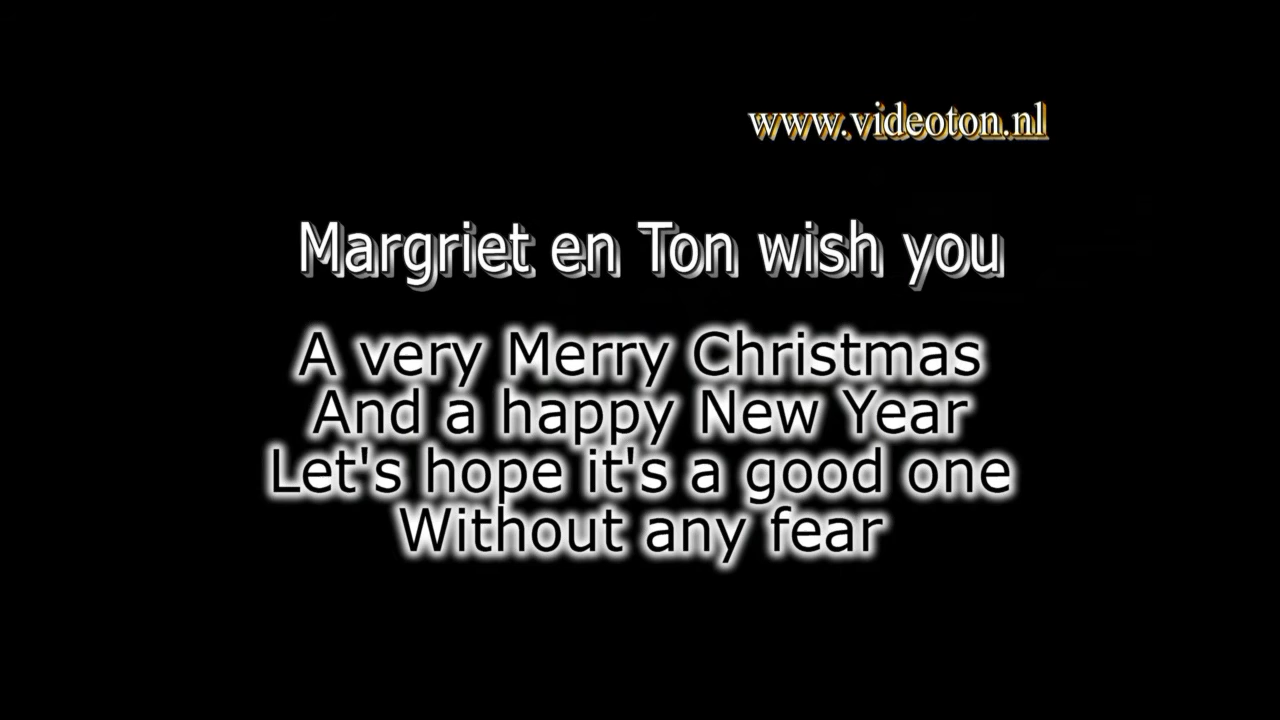 www.videoton.nl
Margriet en Ton wish you
A very Merry Christmas
And a happy New Year
Let's hope it's a good one
Without any fear